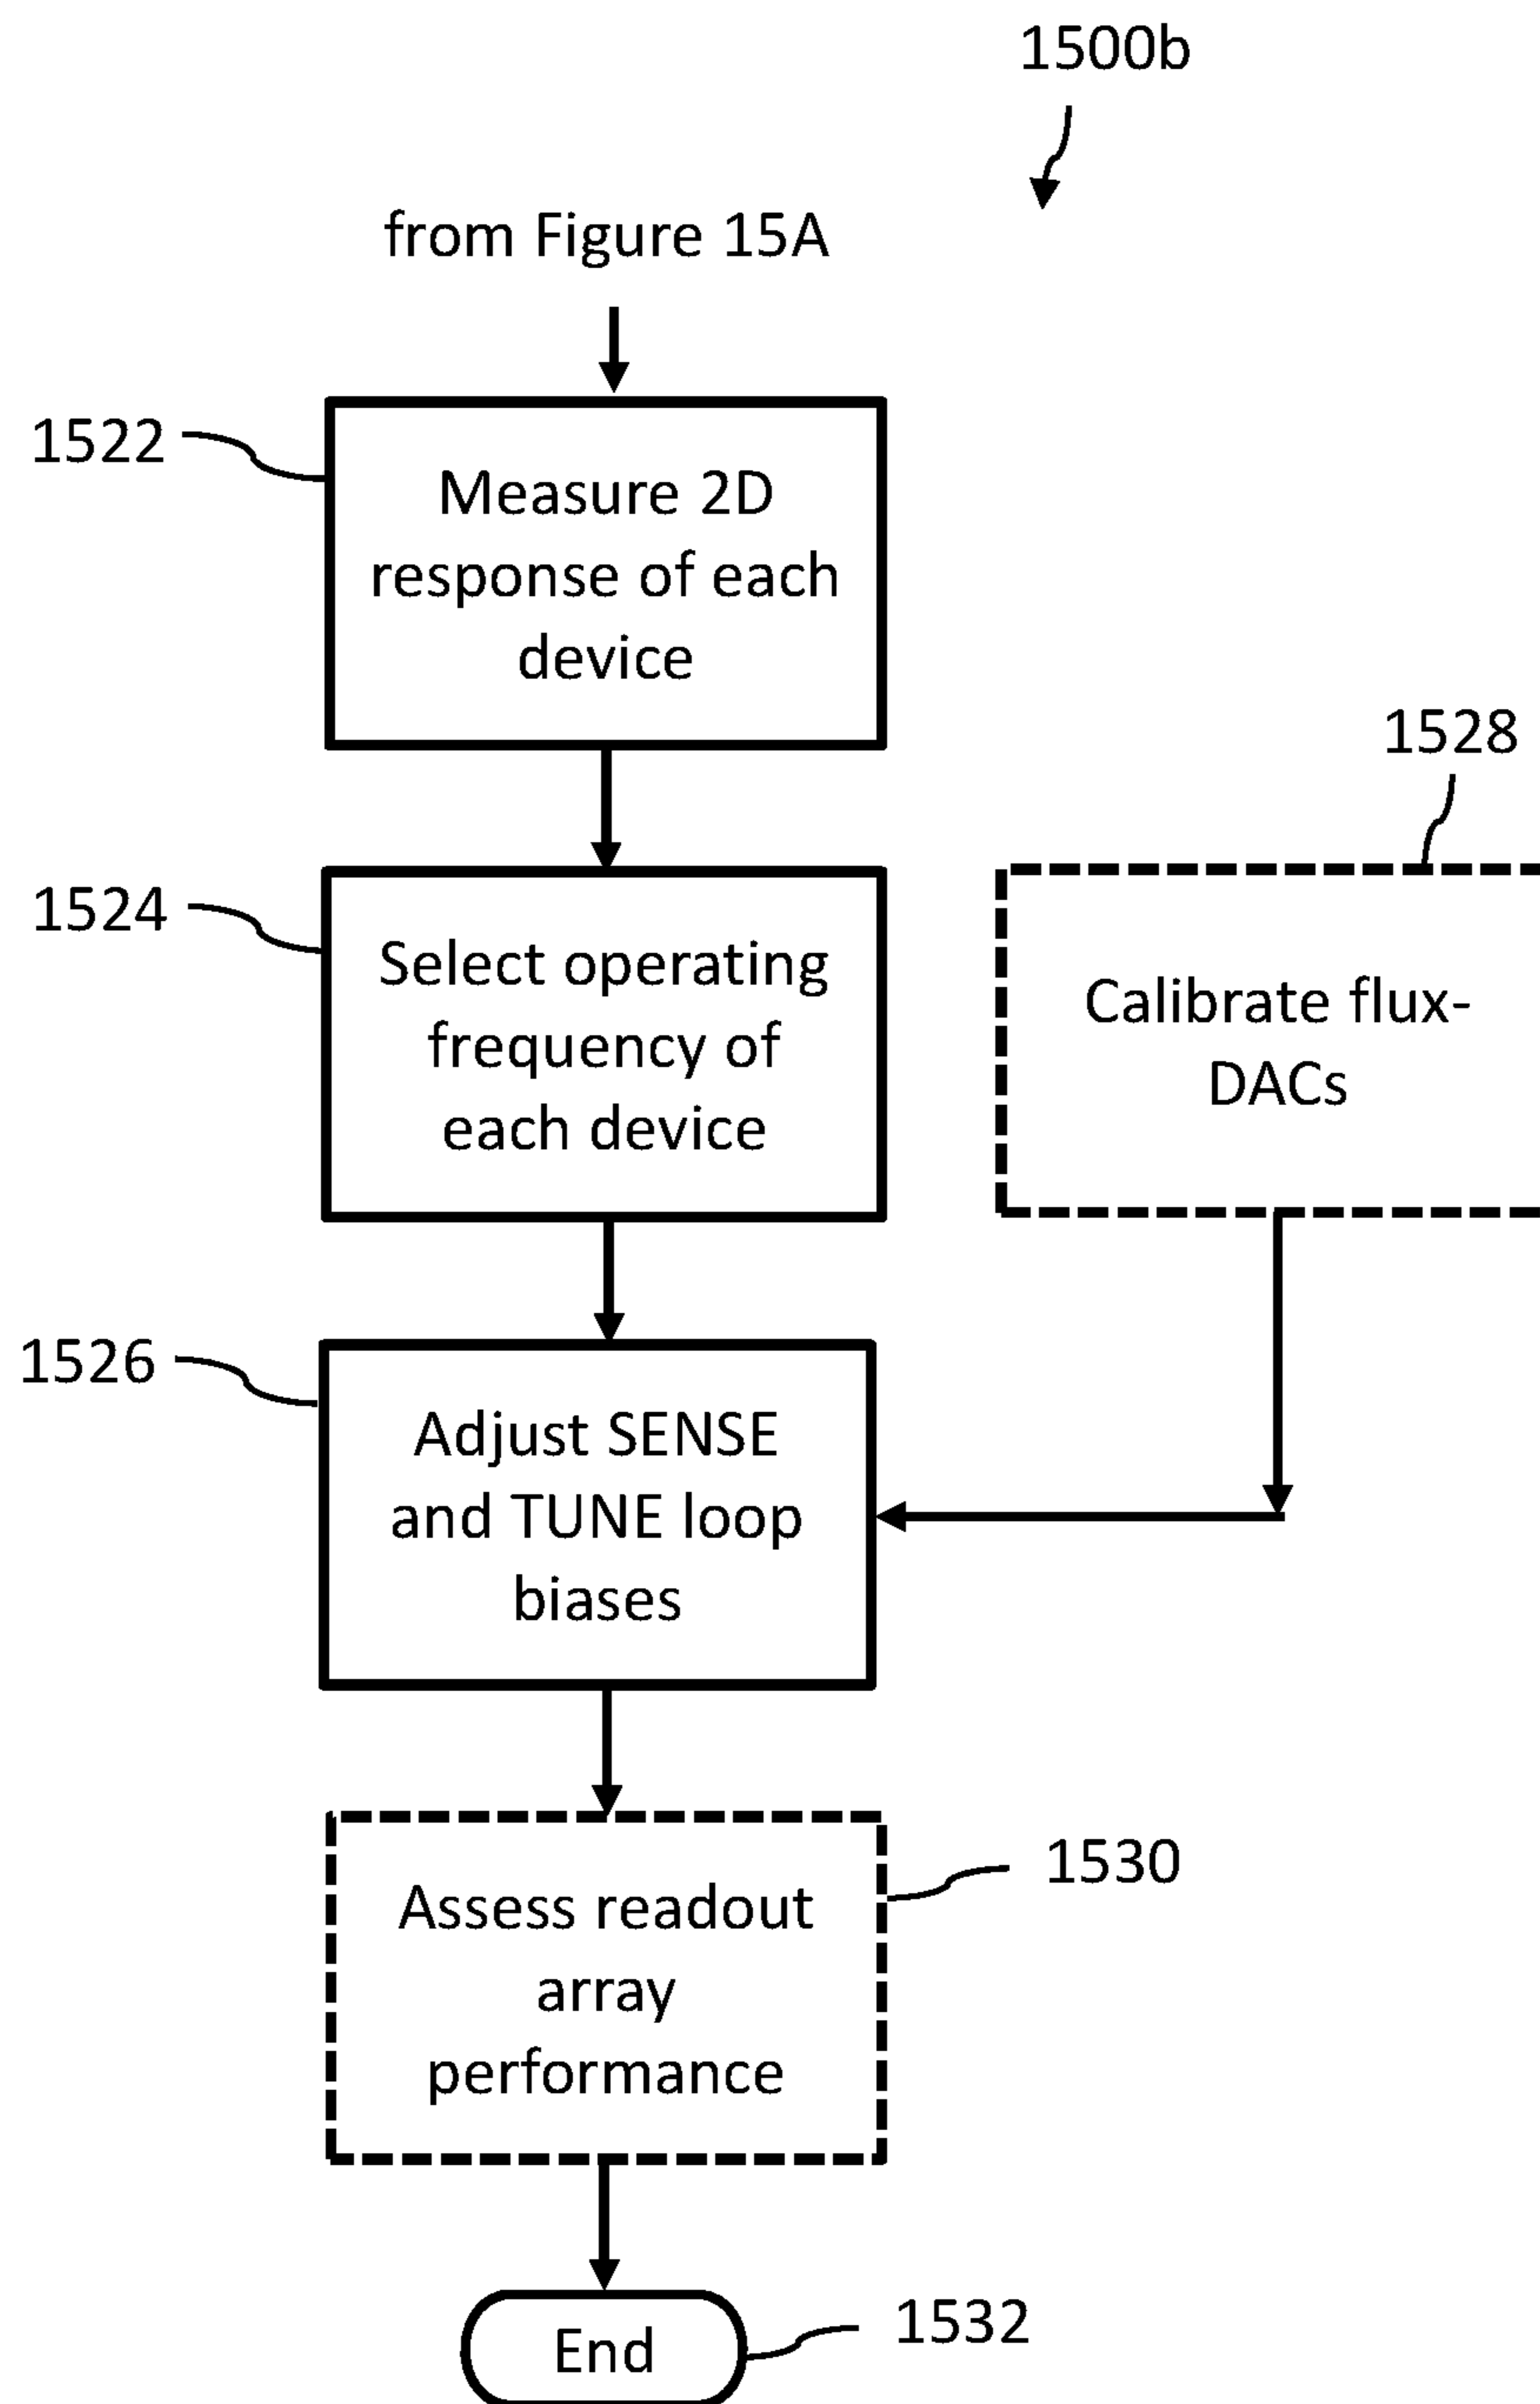 1500b
from Figure 15A
1522
Measure 2D
response of each
device
1528
1524
Select operating
frequency of
each device
Calibrate flux-
DACs
1526
Adjust SENSE
and TUNE loop
biases
1530
Assess readout
array
performance
1532
End